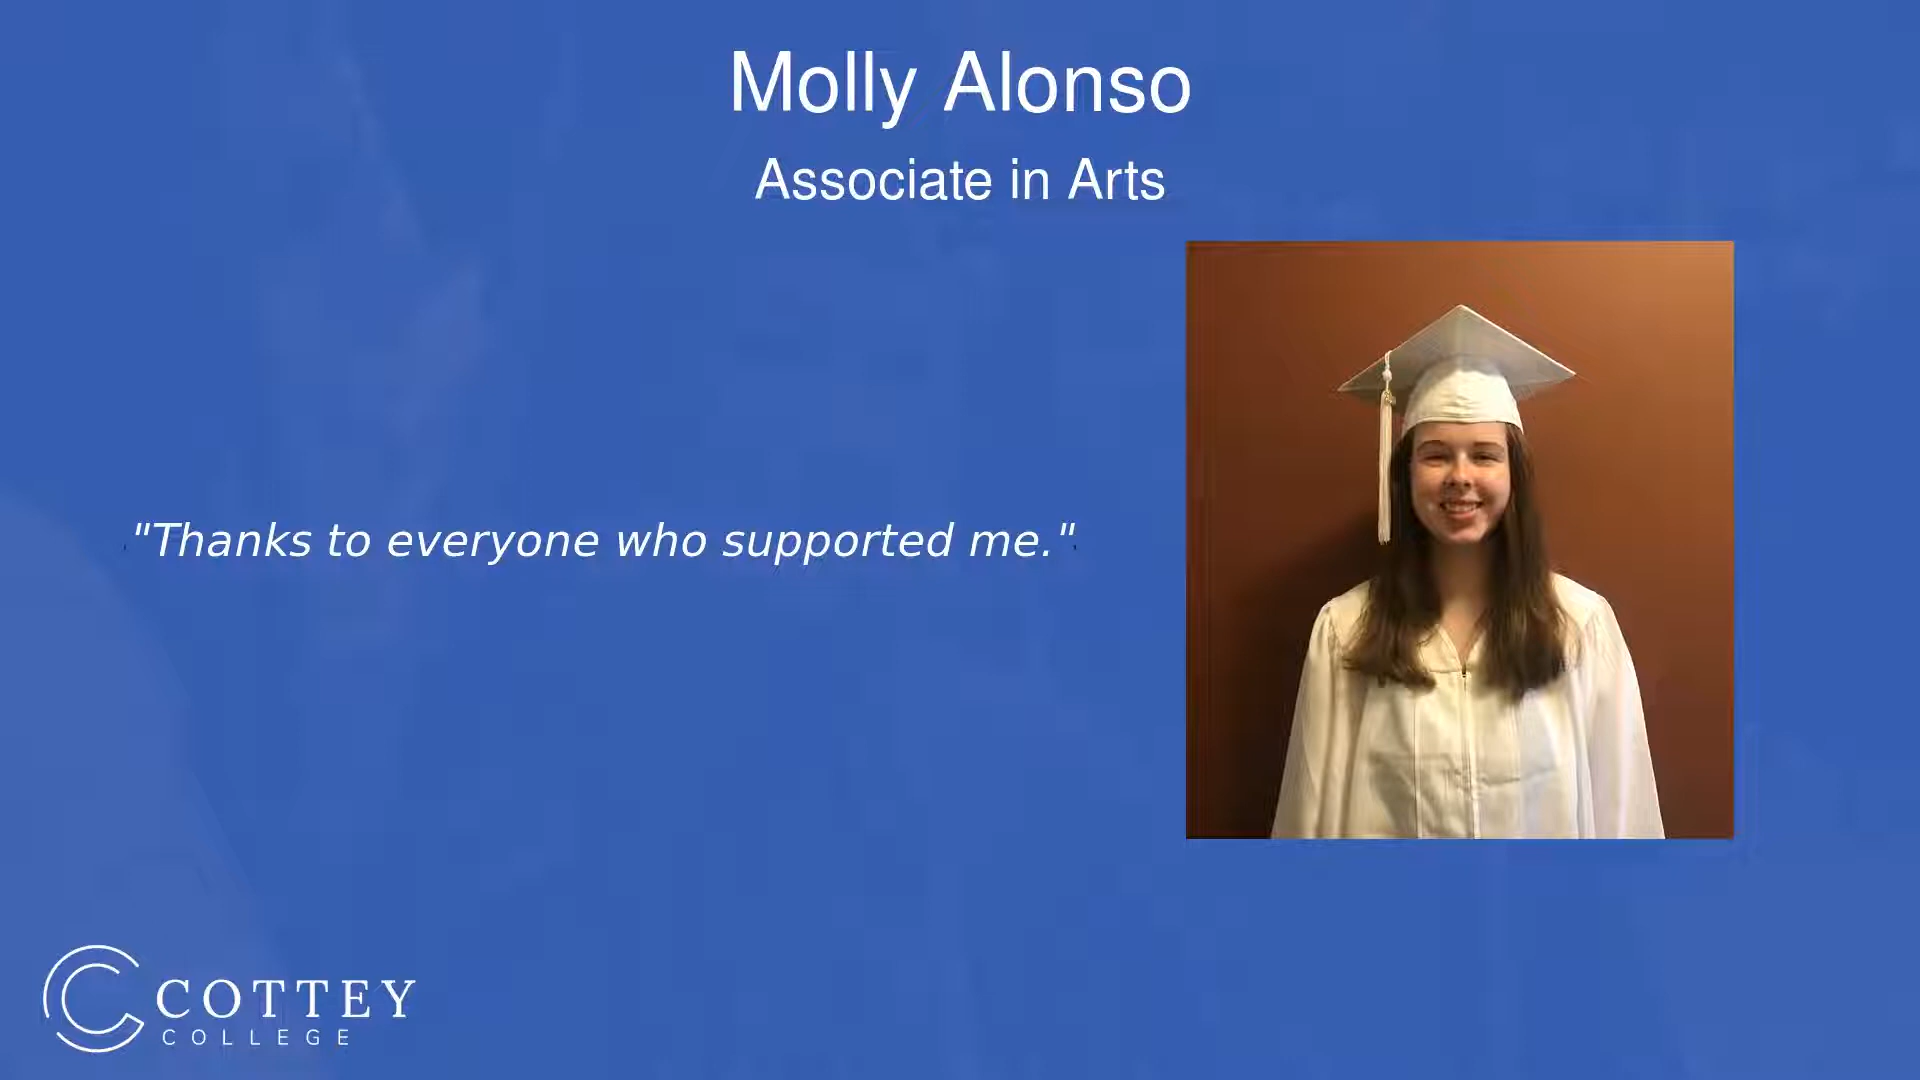 Molly Alonso
Associate in Arts
"Thanks to everyone who supported me."
COTTEY
COLLEGE